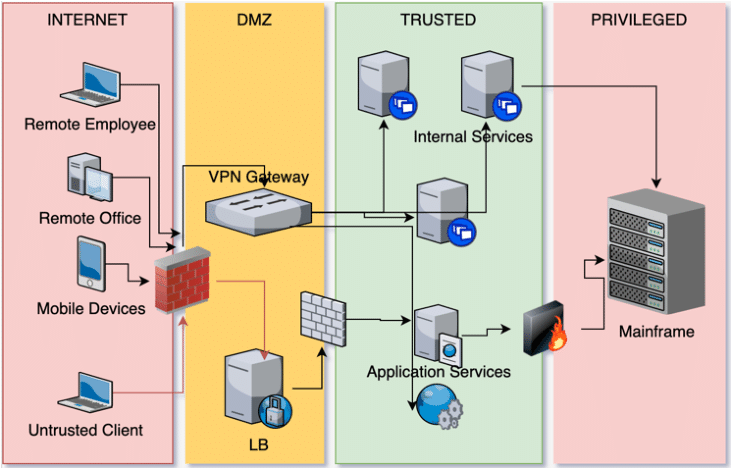 INTERNET
DMZ
TRUSTED
PRIVILEGED
Remote Employee
Internal Services
VPN Gateway
Remote Office
Mobile Devices
Mainframe
Application Services
Untrusted Client
LB